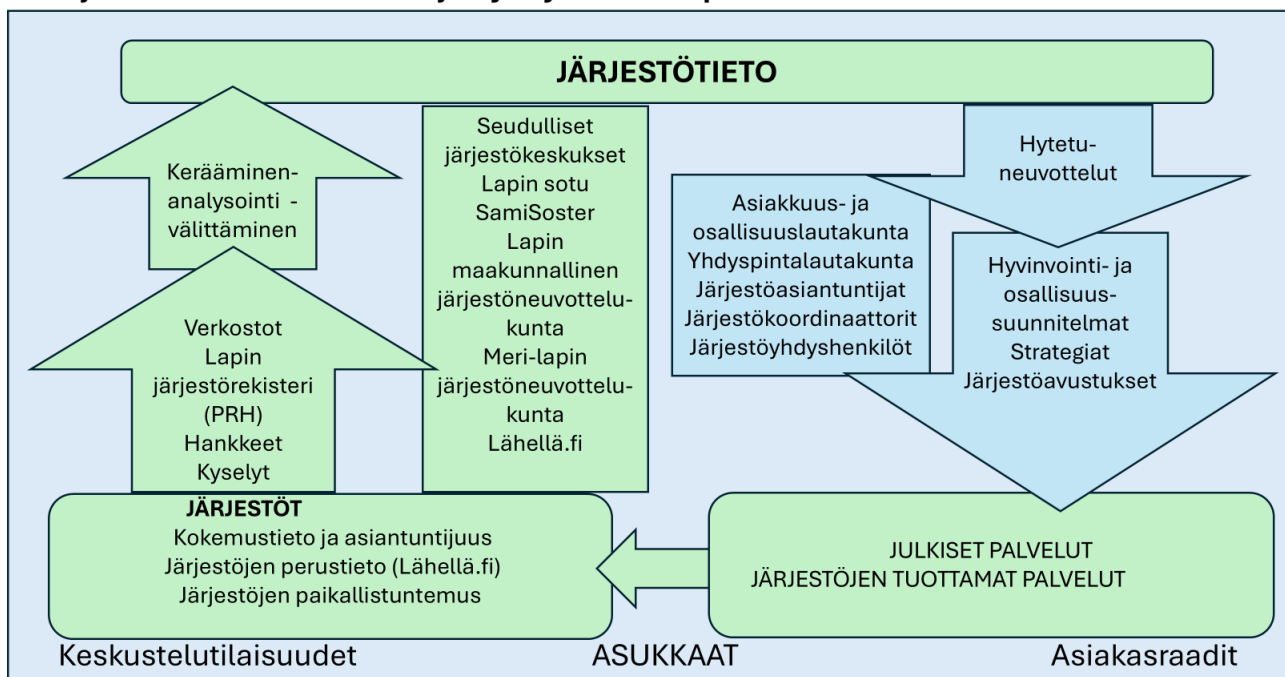 JÄRJESTÖTIETO
Kerääminen-
analysointi -
välittäminen
Verkostot
Lapin
järjestörekisteri
(PRH)
Hankkeet
Kyselyt
Seudulliset
järjestökeskukset
Lapin sotu
SamiSoster
Lapin
maakunnallinen
järjestöneuvottelu-
kunta
Meri-lapin
järjestöneuvottelu-
kunta
Lähellä.fi
Asiakkuus- ja
osallisuuslautakunta
Yhdyspintalautakunta
Järjestöasiantuntijat
Järjestökoordinaattorit
Järjestöyhdyshenkilöt
Hytetu-
neuvottelut
Hyvinvointi- ja
osallisuus-
suunnitelmat
Strategiat
Järjestöavustukset
JÄRJESTÖT
Kokemustieto ja asiantuntijuus
Järjestöjen perustieto (Lähellä.fi)
Järjestöjen paikallistuntemus
JULKISET PALVELUT
JÄRJESTÖJEN TUOTTAMAT PALVELUT
Keskustelutilaisuudet
ASUKKAAT
Asiakasraadit